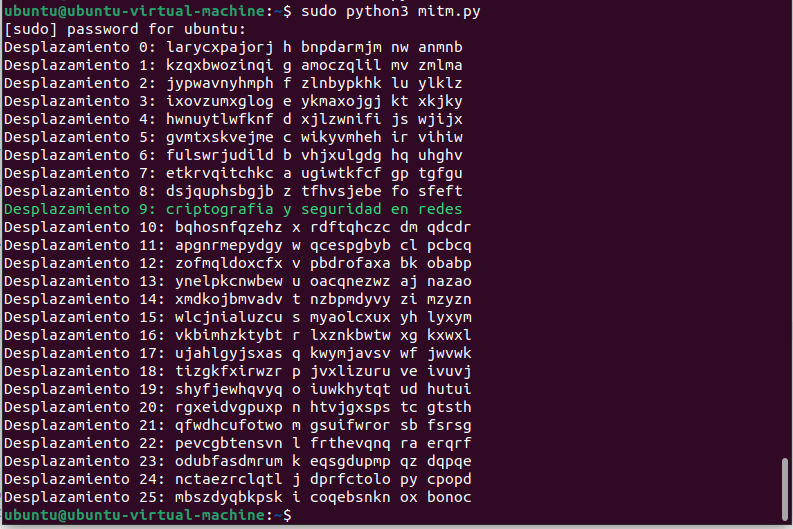 ubuntu@ubuntu-virtual-machine:~$ sudo python3 mitm.py
[sudo] password for ubuntu:
Desplazamiento 0: larycxpajorj h bnpdarmjm nw anmnb
Desplazamiento 1: kzqxbwozinqi g amoczqlil mv zmlma
Desplazamiento 2: jypwavnyhmph f zlnbypkhk lu ylklz
Desplazamiento 3: ixovzumxglog e ykmaxojgj kt xkjky
Desplazamiento 4: hwnuytlwfknf d xjlzwnifi js wjijx
Desplazamiento 5: gvmtxskvejme c wikyvmheh ir vihiw
Desplazamiento 6: fulswrjudild b vhjxulgdg hq uhghv
Desplazamiento 7: etkrvqitchkc a ugiwtkfcf gp tgfgu
Desplazamiento 8: dsjquphsbgjb z tfhvsjebe fo sfeft
Desplazamiento 9: criptografia y seguridad en redes
Desplazamiento 10: bqhosnfqzehz x rdftqhczc dm qdcdr
Desplazamiento 11: apgnrmepydgy w qcespgbyb cl pcbcq
Desplazamiento 12: zofmqldoxcfx v pbdrofaxa bk obabp
Desplazamiento 13: ynelpkcnwbew u oacqnezwz aj nazao
Desplazamiento 14: xmdkojbmvadv t nzbpmdyvy zi mzyzn
Desplazamiento 15: wlcjnialuzcu s myaolcxux yh lyxym
Desplazamiento 16: vkbimhzktybt r lxznkbwtw xg kxwxl
Desplazamiento 17: ujahlgyjsxas q kwymjavsv wf jwvwk
Desplazamiento 18: tizgkfxirwzr p jvxlizuru ve ivuvj
Desplazamiento 19: shyfjewhqvyq o iuwkhytqt ud hutui
Desplazamiento 20: rgxeidvgpuxp n htvjgxsps tc gtsth
Desplazamiento 21: qfwdhcufotwo m gsuifwror sb fsrsg
Desplazamiento 22: pevcgbtensvn l frthevqnq ra erqrf
Desplazamiento 23: odubfasdmrum k eqsgdupmp qz dqpqe
Desplazamiento 24: nctaezrclqtl j dprfctolo py cpopd
Desplazamiento 25: mbszdyqbkpsk i coqebsnkn ox bonoc
ubuntu@ubuntu-virtual-machine:~$